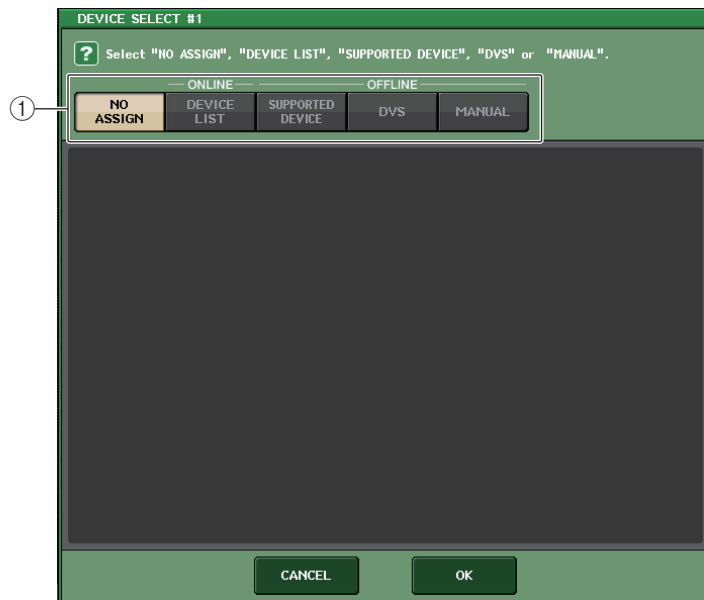 DEVICE SELECT #1
? Select "NO ASSIGN", "DEVICE LIST", "SUPPORTED DEVICE", "DVS" or "MANUAL".
ONLINE OFFLINE
①
NO ASSIGN
DEVICE LIST
SUPPORTED DEVICE
DVS
MANUAL
CANCEL
OK